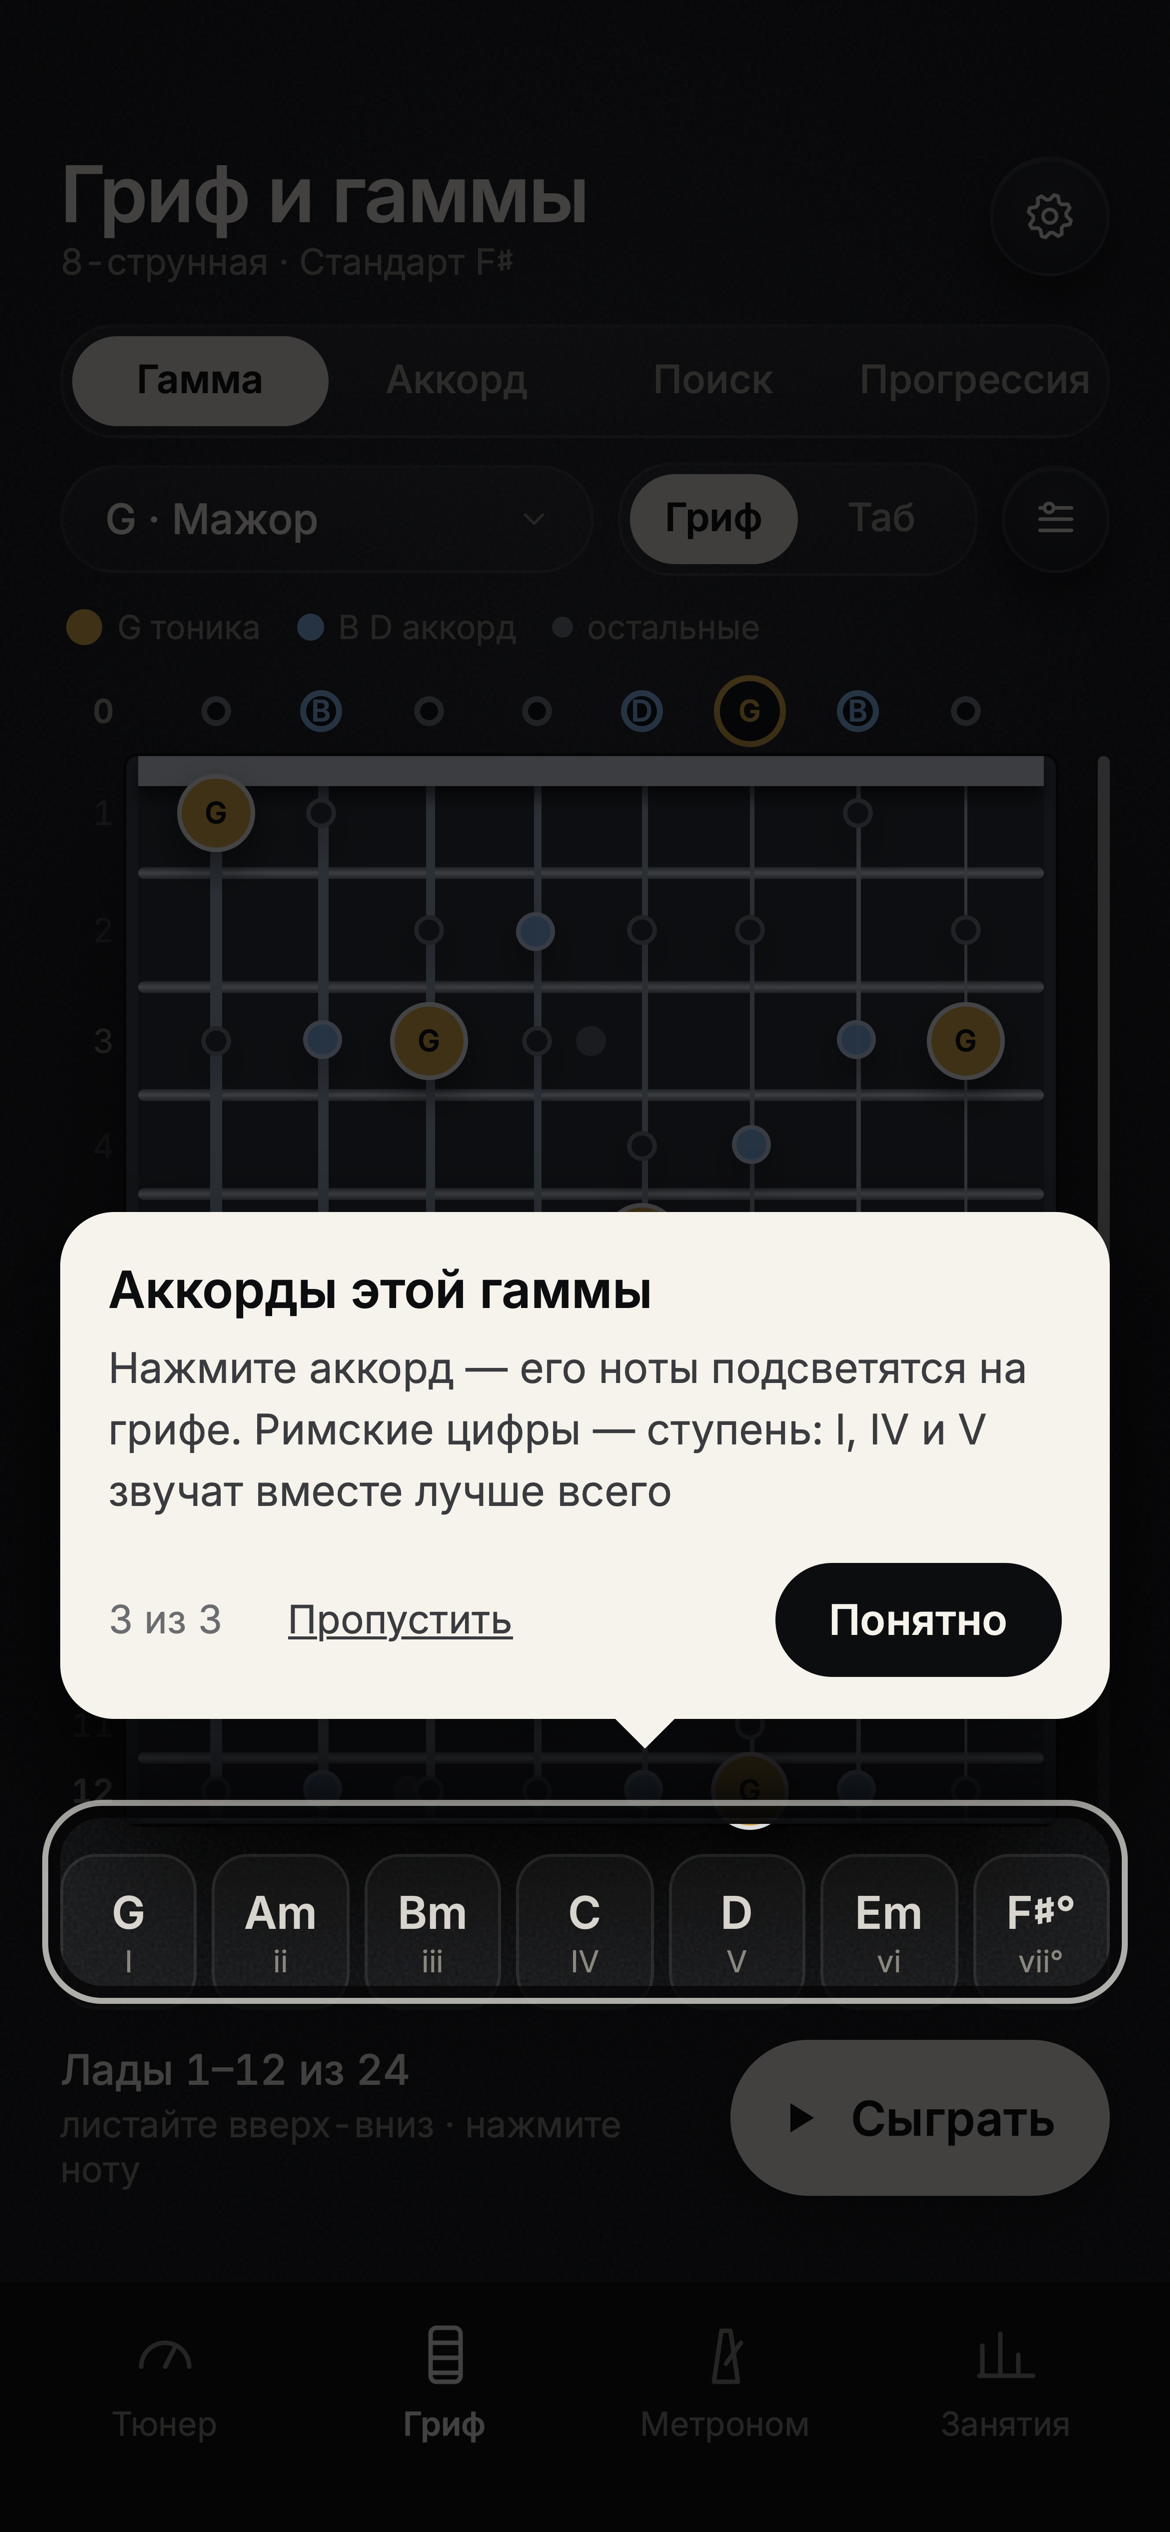 Гриф и гаммы
8-струнная · Стандарт F♯
Гамма Аккорд Поиск Прогрессия
G · Мажор Гриф Таб
G тоника B D аккорд остальные
0 B D G B
1 G
2
3 G G
4
Аккорды этой гаммы
Нажмите аккорд — его ноты подсветятся на
грифе. Римские цифры — ступень: I, IV и V
звучат вместе лучше всего
3 из 3 Пропустить Понятно
11
12 G
G Am Bm C D Em F♯°
I ii iii IV V vi vii°
Лады 1–12 из 24
листайте вверх-вниз · нажмите
ноту
Сыграть
Тюнер Гриф Метроном Занятия